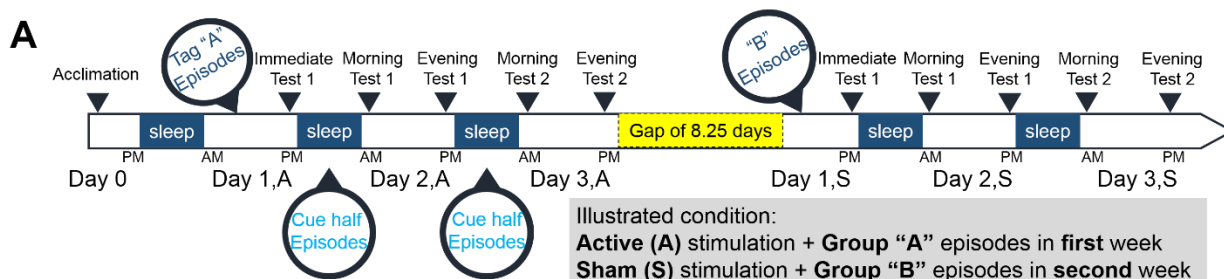 A
Tag "A"
Episodes
"B"
Episodes
Acclimation
Immediate
Test 1
Morning
Test 1
Evening
Test 1
Morning
Test 2
Evening
Test 2
Immediate
Test 1
Morning
Test 1
Evening
Test 1
Morning
Test 2
Evening
Test 2
sleep
sleep
sleep
Gap of 8.25 days
sleep
sleep
PM
AM
PM
AM
PM
AM
PM
PM
AM
PM
AM
PM
Day 0
Day 1,A
Day 2,A
Day 3,A
Day 1,S
Day 2,S
Day 3,S
Cue half
Episodes
Cue half
Episodes
Illustrated condition:
Active (A) stimulation + Group "A" episodes in first week
Sham (S) stimulation + Group "B" episodes in second week